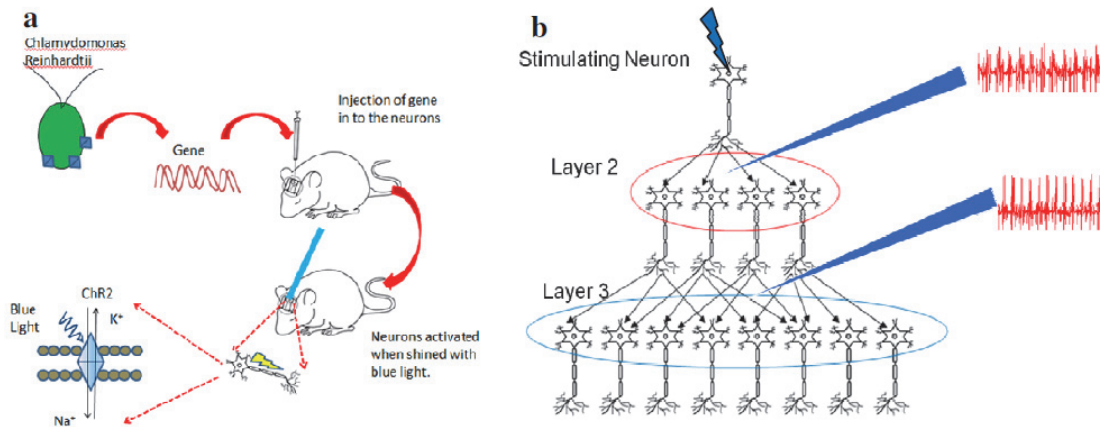 a
Chlamydomonas
Reinhardtii
Gene
Injection of gene
in to the neurons
Neurons activated
when shined with
blue light.
ChR2
Blue
Light
K⁺
Na⁺
b
Stimulating Neuron
Layer 2
Layer 3